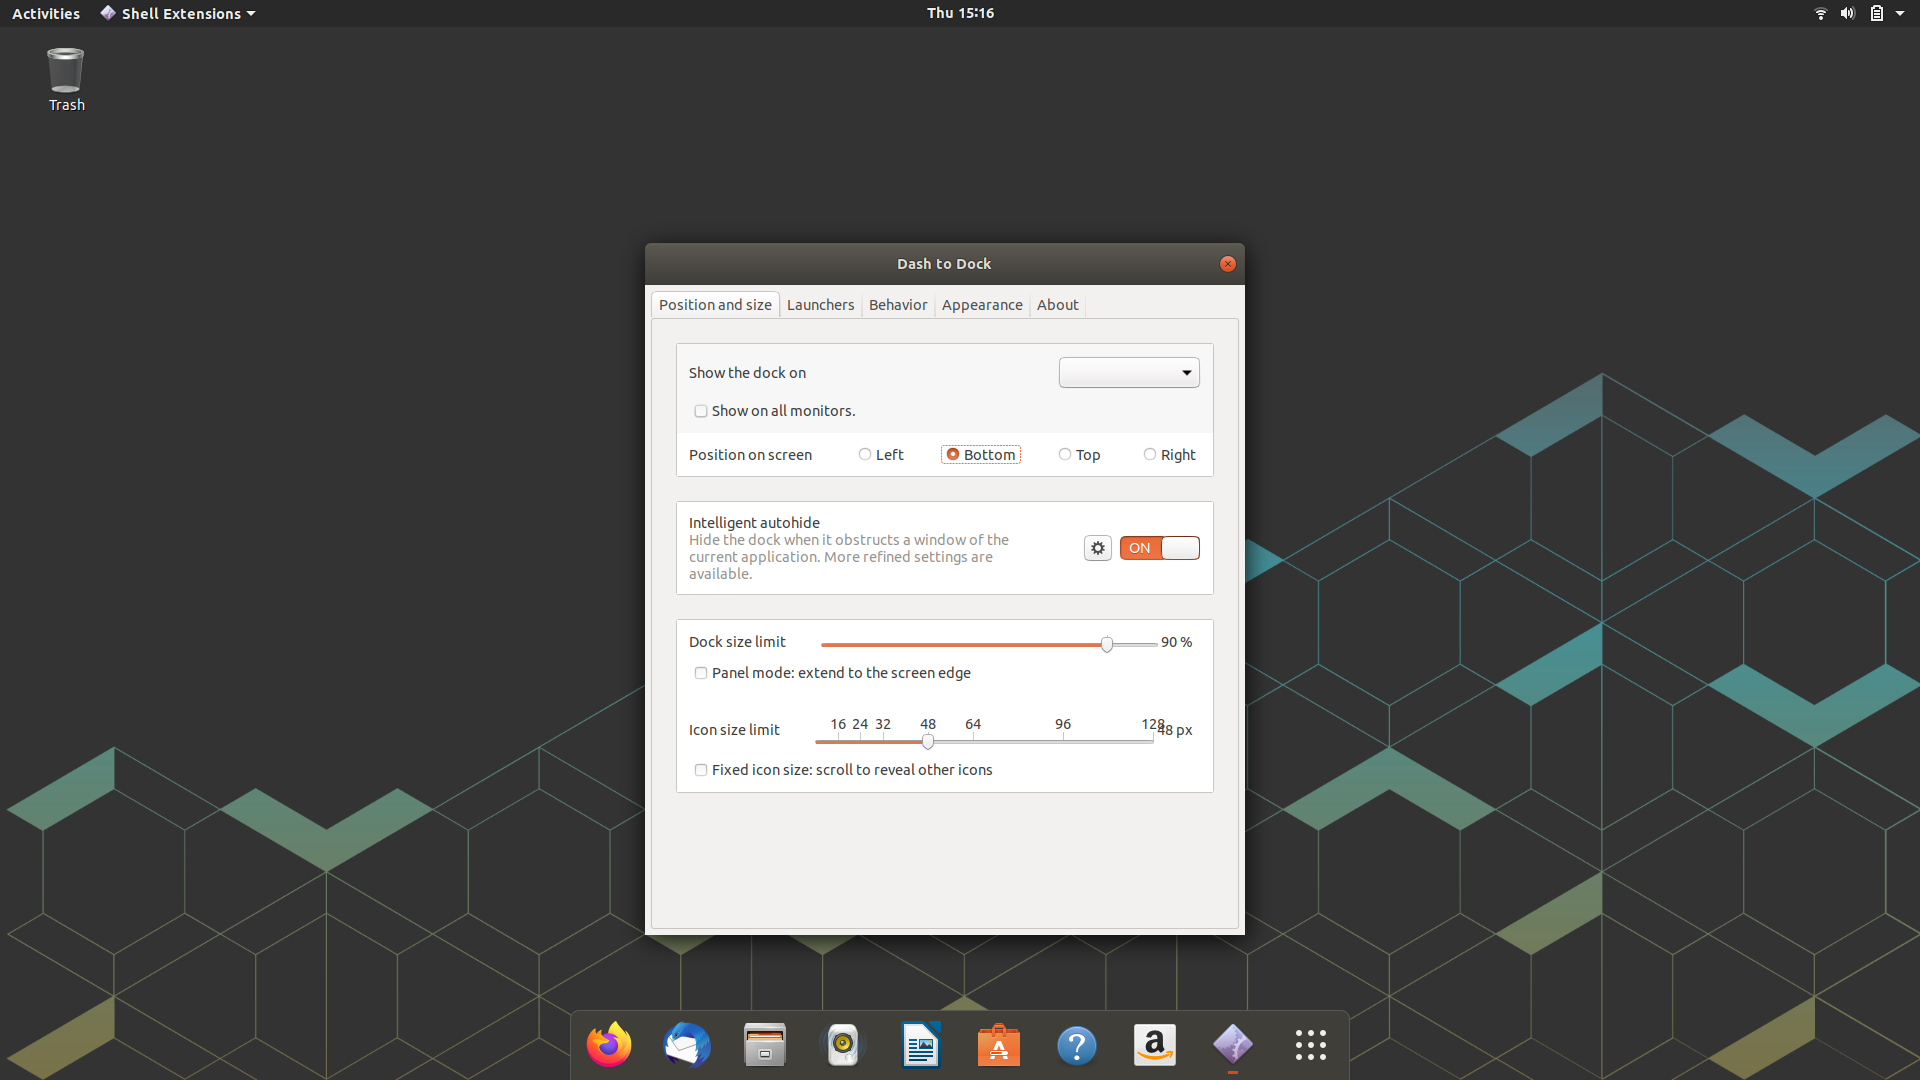 Activities
Shell Extensions
Thu 15:16
Trash
Dash to Dock
Position and size
Launchers
Behavior
Appearance
About
Show the dock on
Show on all monitors.
Position on screen
Left
Bottom
Top
Right
Intelligent autohide
Hide the dock when it obstructs a window of the
current application. More refined settings are
available.
ON
Dock size limit
90 %
Panel mode: extend to the screen edge
16 24 32 48 64 96 128
Icon size limit
48 px
Fixed icon size: scroll to reveal other icons
A
?
a